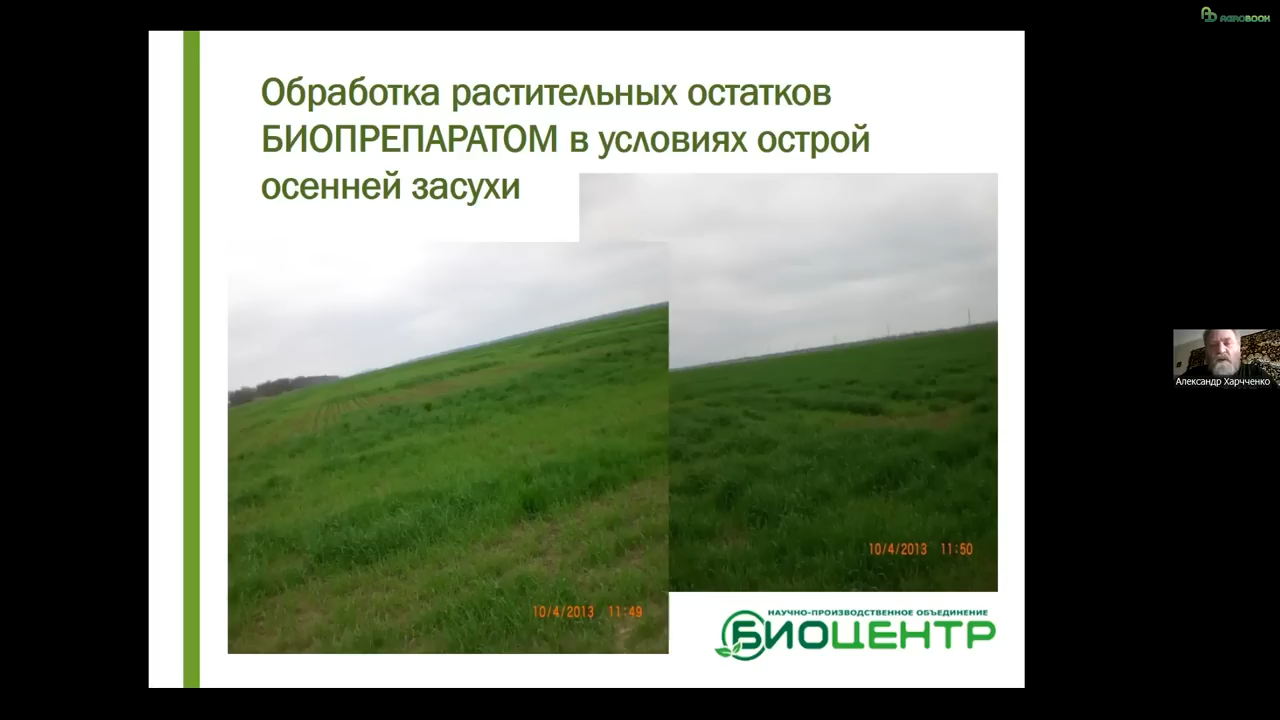 AGROBOOK
Обработка растительных остатков
БИОПРЕПАРАТОМ в условиях острой
осенней засухи
10/4/2013 11:50
10/4/2013 11:49
НАУЧНО-ПРОИЗВОДСТВЕННОЕ ОБЪЕДИНЕНИЕ
БИОЦЕНТР
Александр Харчченко